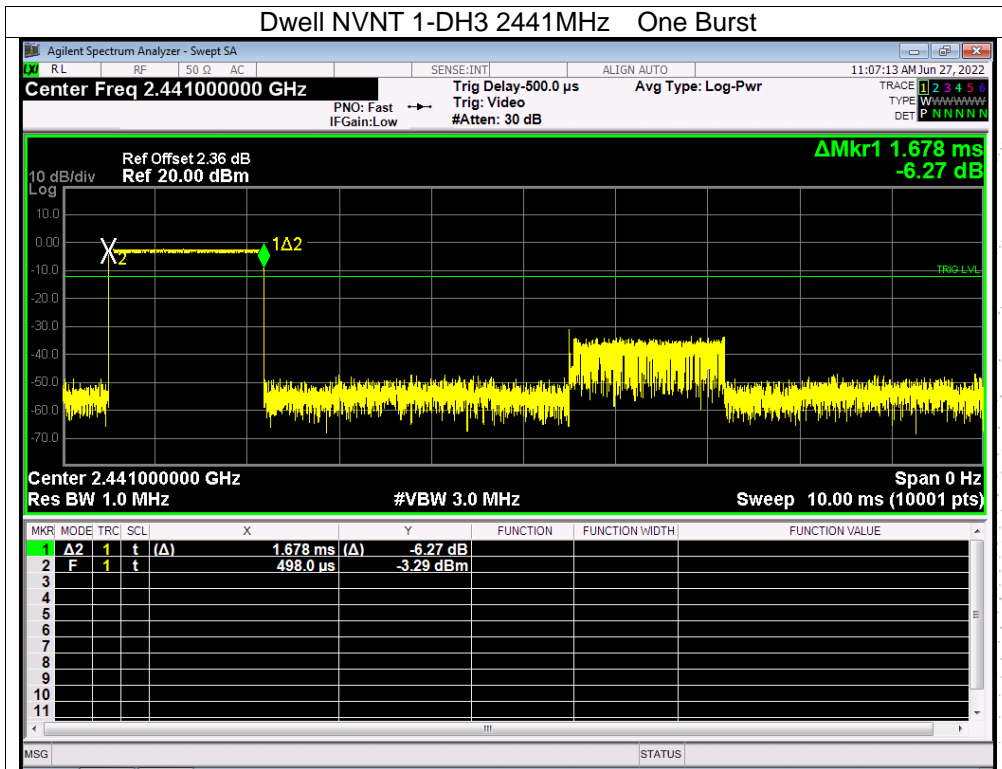 Dwell NVNT 1-DH3 2441MHz One Burst
Agilent Spectrum Analyzer - Swept SA
LXI RL RF 50 Ω AC SENSE:INT ALIGN AUTO 11:07:13 AM Jun 27, 2022
Center Freq 2.441000000 GHz
PNO: Fast
IFGain:Low
Trig Delay-500.0 µs
Trig: Video
#Atten: 30 dB
Avg Type: Log-Pwr
TRACE 1 2 3 4 5 6
TYPE WWWWWW
DET P N N N N N
ΔMkr1 1.678 ms
-6.27 dB
Ref Offset 2.36 dB
10 dB/div Ref 20.00 dBm
Log
10.0
0.00
-10.0
-20.0
-30.0
-40.0
-50.0
-60.0
-70.0
X2
1Δ2
TRIG LVL
Center 2.441000000 GHz Span 0 Hz
Res BW 1.0 MHz #VBW 3.0 MHz Sweep 10.00 ms (10001 pts)
MKR MODE TRC SCL X Y FUNCTION FUNCTION WIDTH FUNCTION VALUE
1 Δ2 1 t (Δ) 1.678 ms (Δ) -6.27 dB
2 F 1 t 498.0 µs -3.29 dBm
3
4
5
6
7
8
9
10
11
MSG STATUS